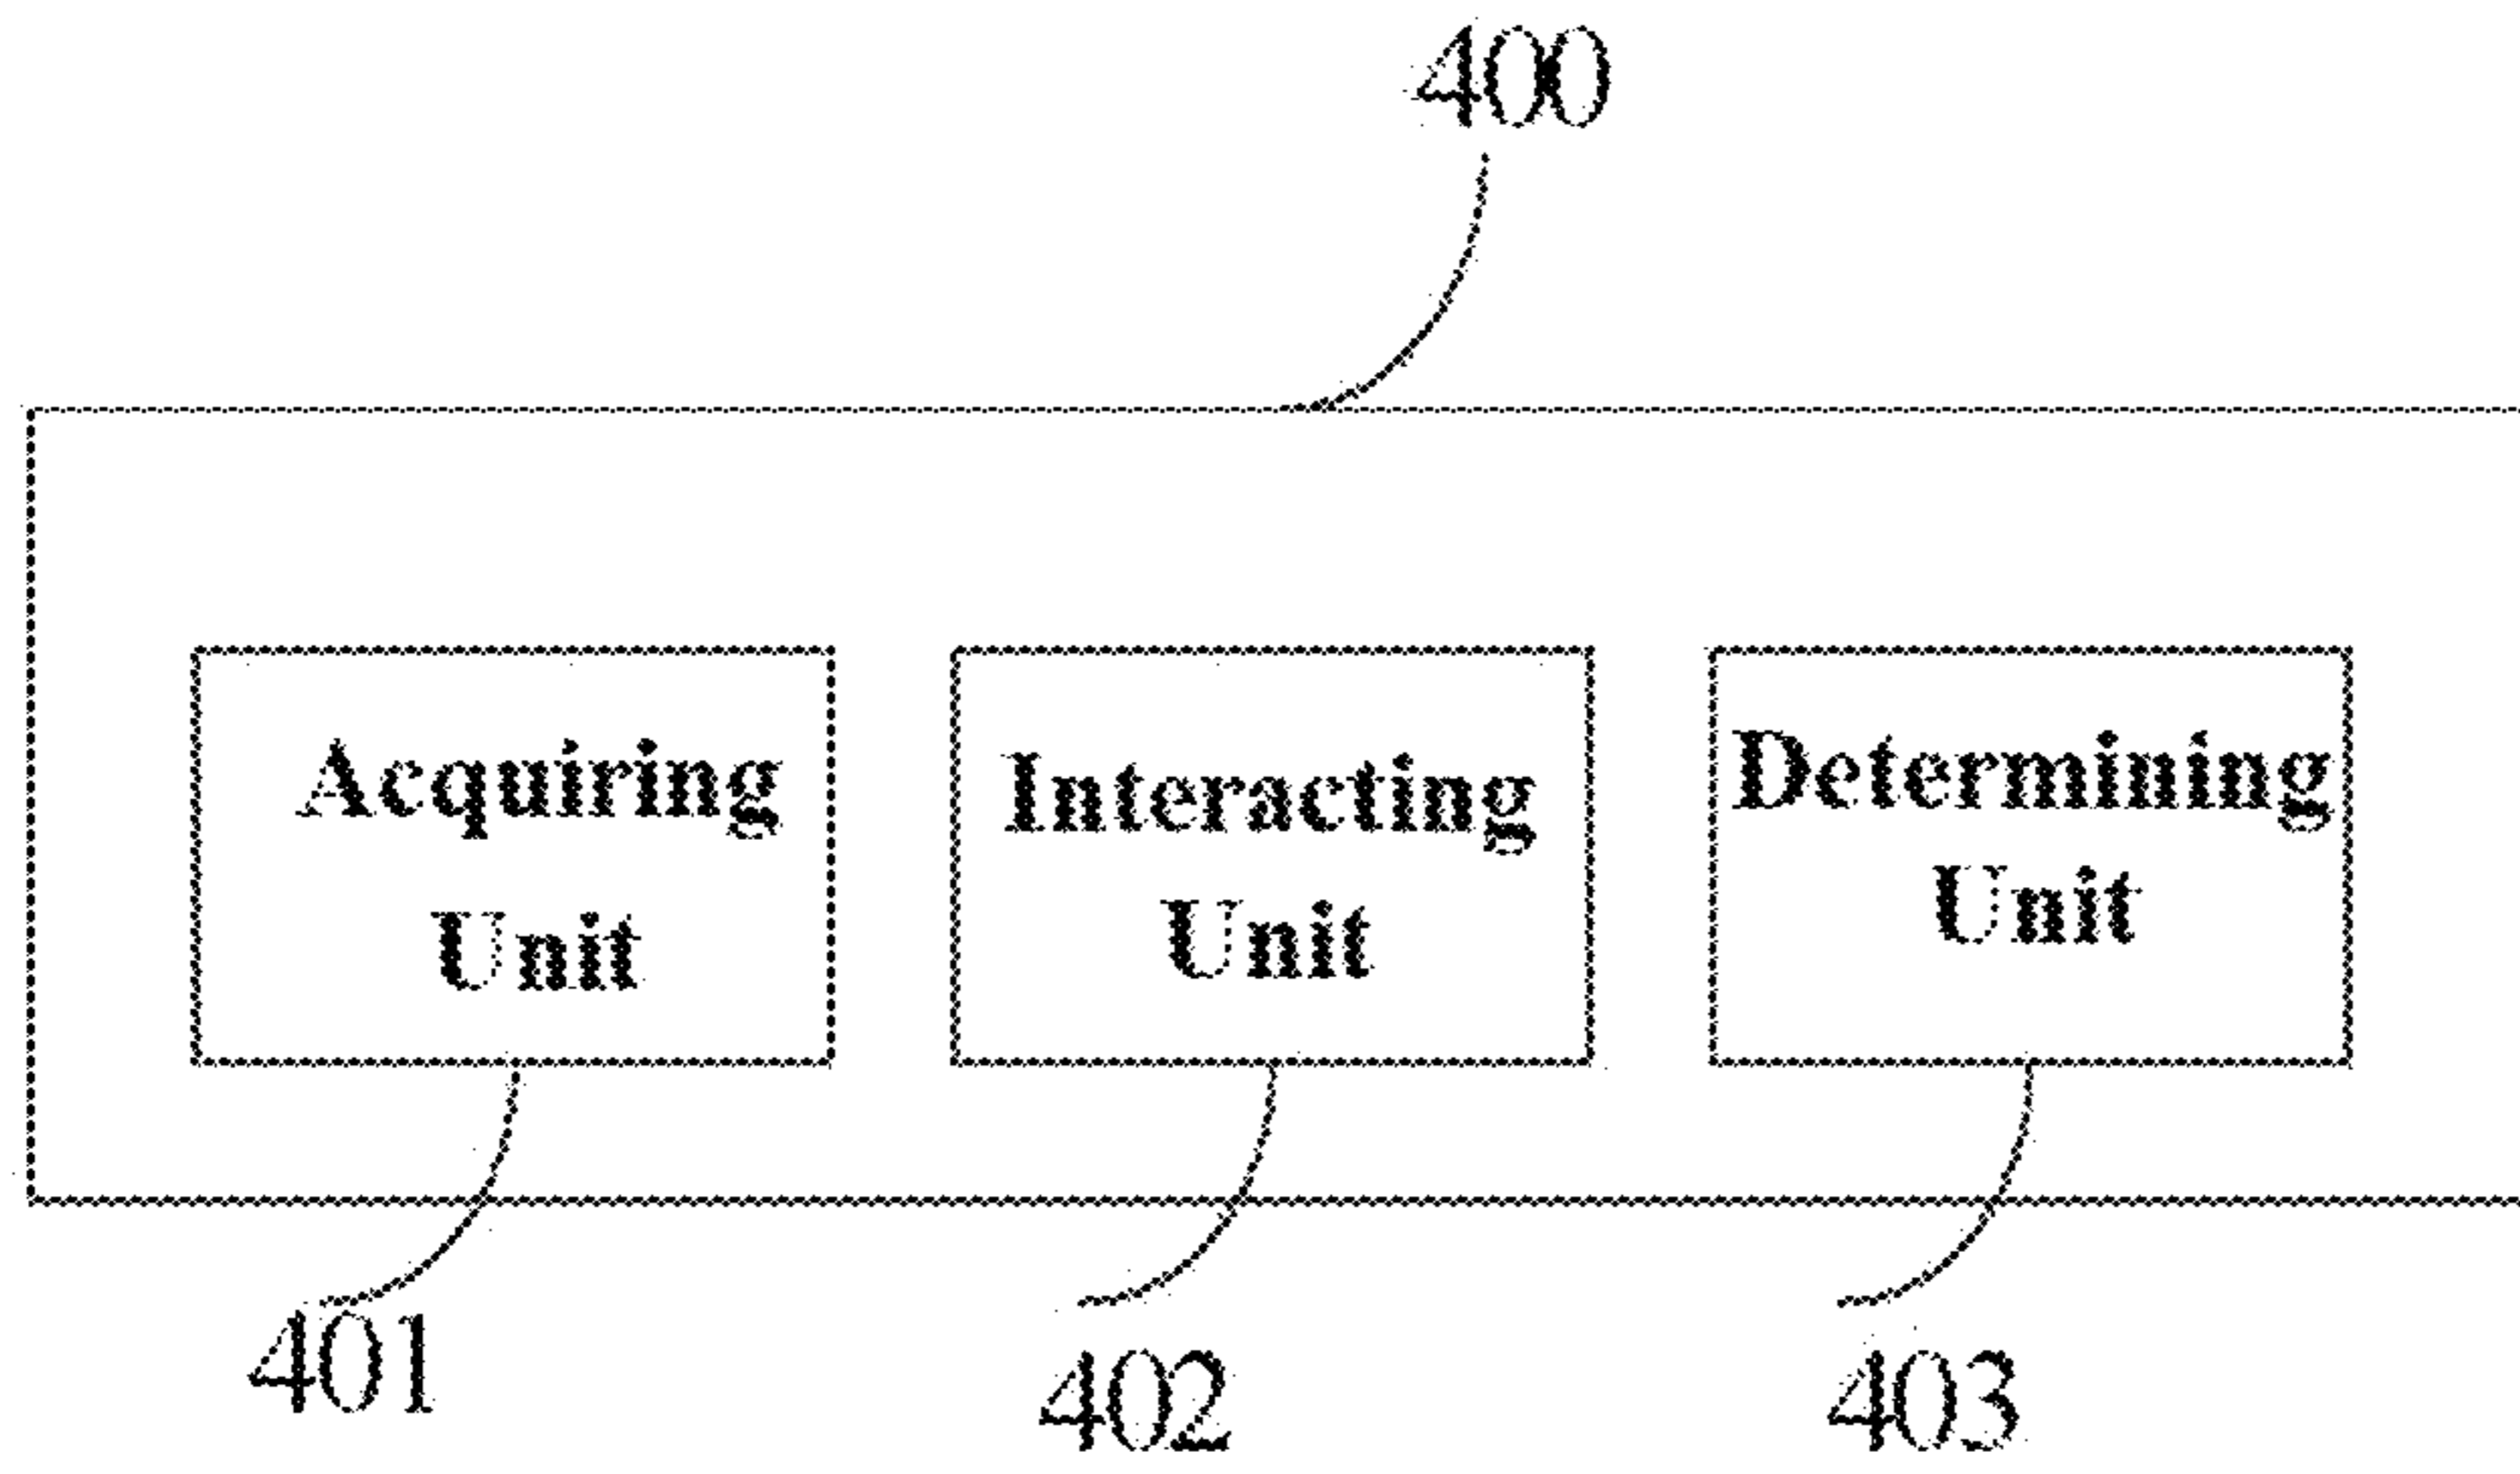 400
Acquiring
Unit
Interacting
Unit
Determining
Unit
401
402
403